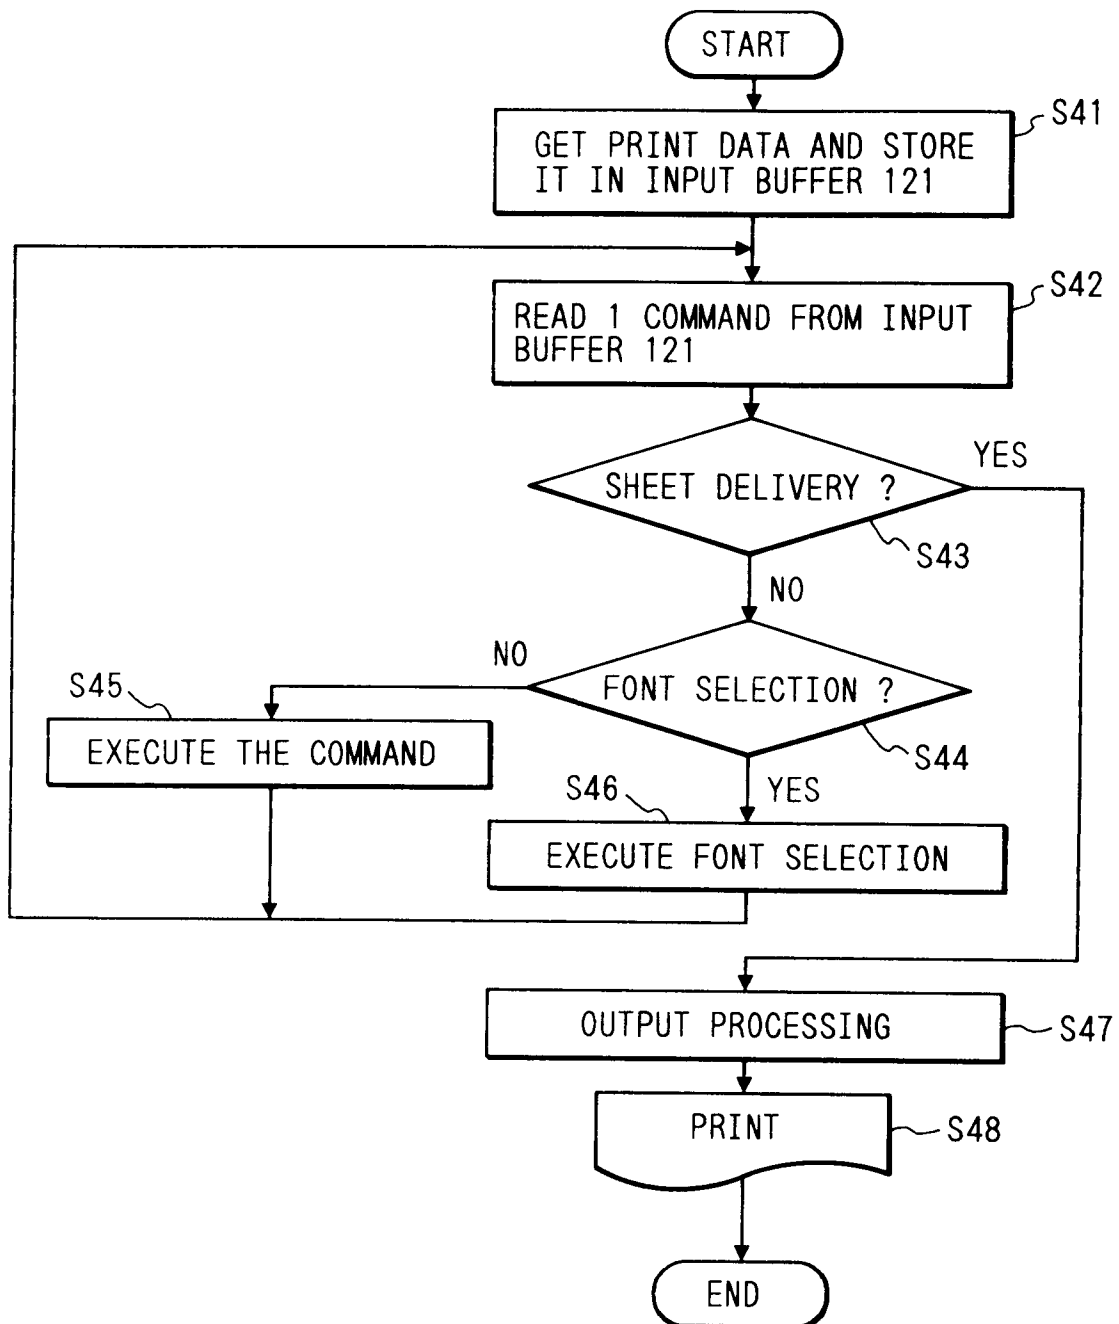 START
S41
GET PRINT DATA AND STORE
IT IN INPUT BUFFER 121
S42
READ 1 COMMAND FROM INPUT
BUFFER 121
YES
SHEET DELIVERY ?
S43
NO
NO
FONT SELECTION ?
S45
S44
EXECUTE THE COMMAND
YES
S46
EXECUTE FONT SELECTION
OUTPUT PROCESSING
S47
PRINT
S48
END